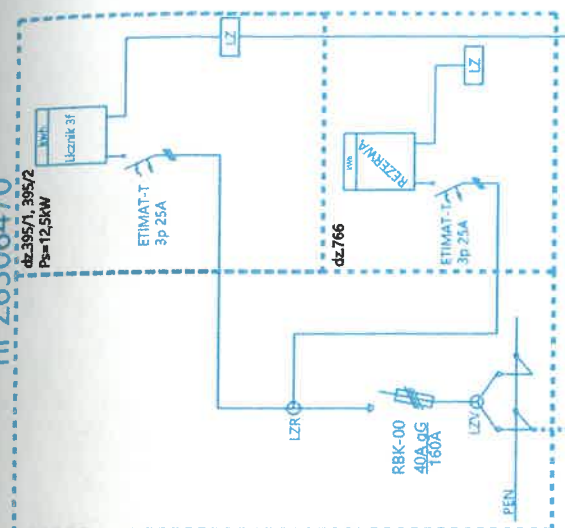 dz.395/1, 395/2
Ps=12,5kW
kWh
Licznik 3f
LZ
ETIMAT-T
3p 25A
dz.766
kWh
REZERWA
LZ
ETIMAT-T
3p 25A
LZR
RBK-00
40A gG
160A
LZV
PEN